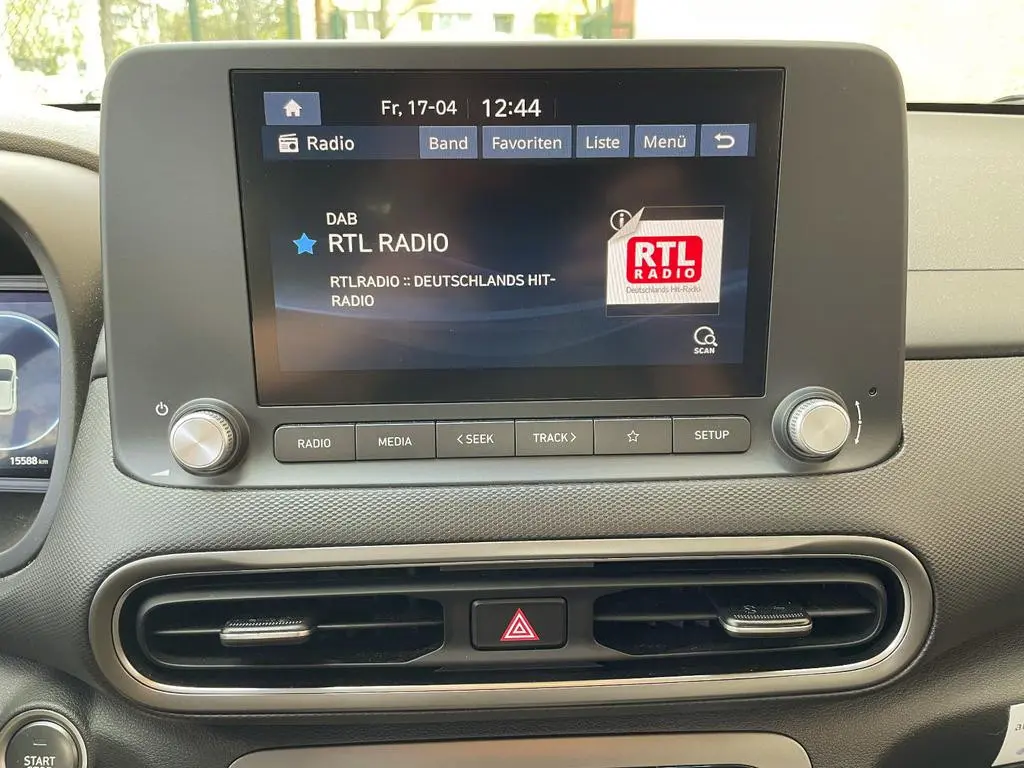 Fr, 17-04 12:44
Radio Band Favoriten Liste Menü
DAB
RTL RADIO
RTLRADIO :: DEUTSCHLANDS HIT-
RADIO
RTL
RADIO
Deutschlands Hit-Radio
SCAN
RADIO MEDIA <SEEK TRACK> SETUP
15588 km
START